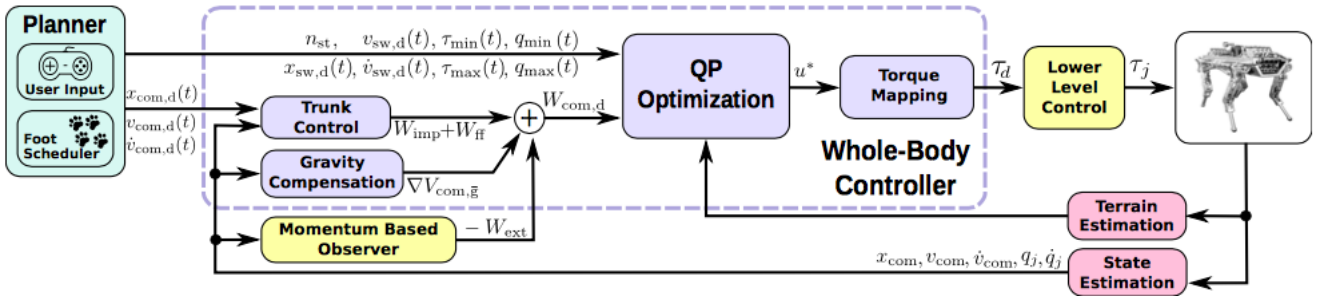 Planner
User Input
Foot
Scheduler
x_com,d(t)
v_com,d(t)
v̇_com,d(t)
n_st, v_sw,d(t), τ_min(t), q_min(t)
x_sw,d(t), v̇_sw,d(t), τ_max(t), q_max(t)
Trunk
Control
W_imp+W_ff
Gravity
Compensation
∇V_com,g̅
Momentum Based
Observer
− W_ext
+
W_com,d
QP
Optimization
u*
Torque
Mapping
Whole-Body
Controller
τ_d
Lower
Level
Control
τ_j
Terrain
Estimation
State
Estimation
x_com, v_com, v̇_com, q_j, q̇_j